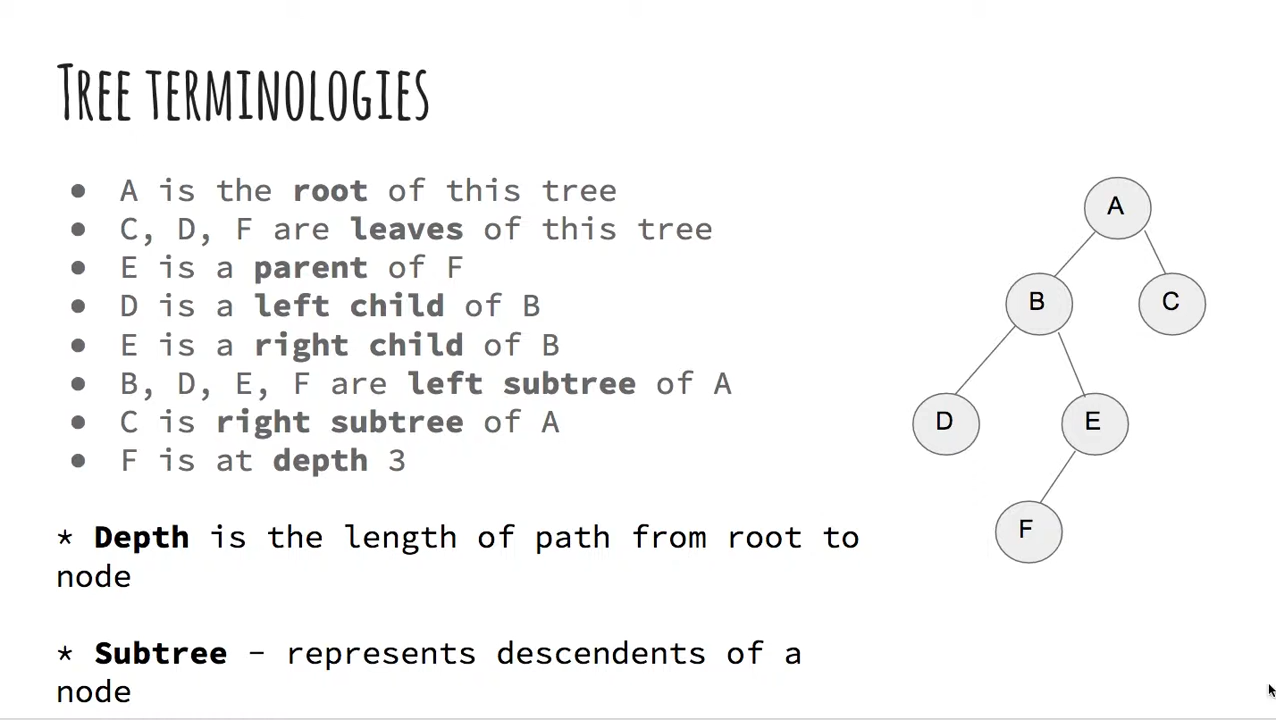 Tree terminologies
● A is the root of this tree
● C, D, F are leaves of this tree
● E is a parent of F
● D is a left child of B
● E is a right child of B
● B, D, E, F are left subtree of A
● C is right subtree of A
● F is at depth 3
* Depth is the length of path from root to
node
* Subtree – represents descendents of a
node
A
B
C
D
E
F